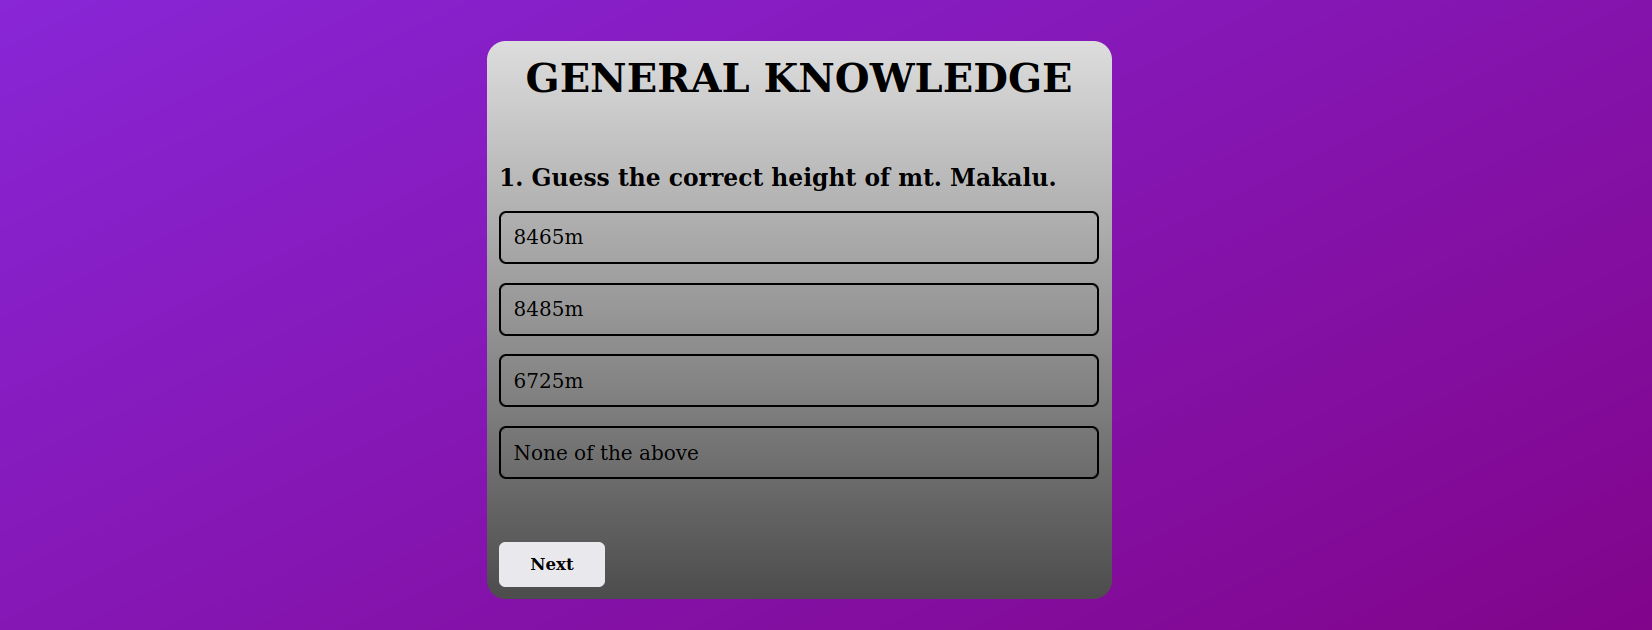 GENERAL KNOWLEDGE
1. Guess the correct height of mt. Makalu.
8465m
8485m
6725m
None of the above
Next